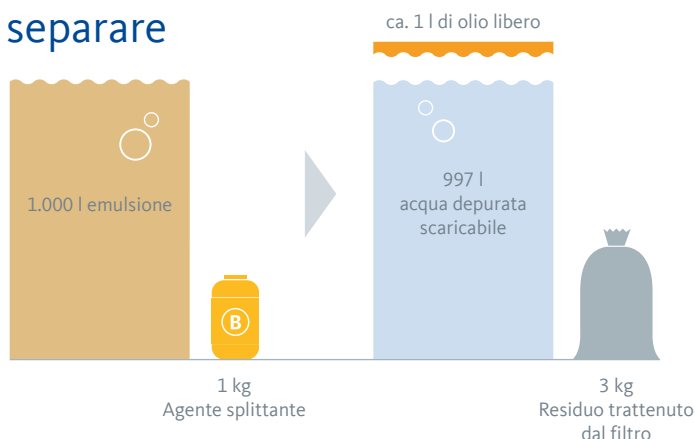 separare
ca. 1 l di olio libero
1.000 l emulsione
997 l
acqua depurata
scaricabile
B
1 kg
Agente splittante
3 kg
Residuo trattenuto
dal filtro